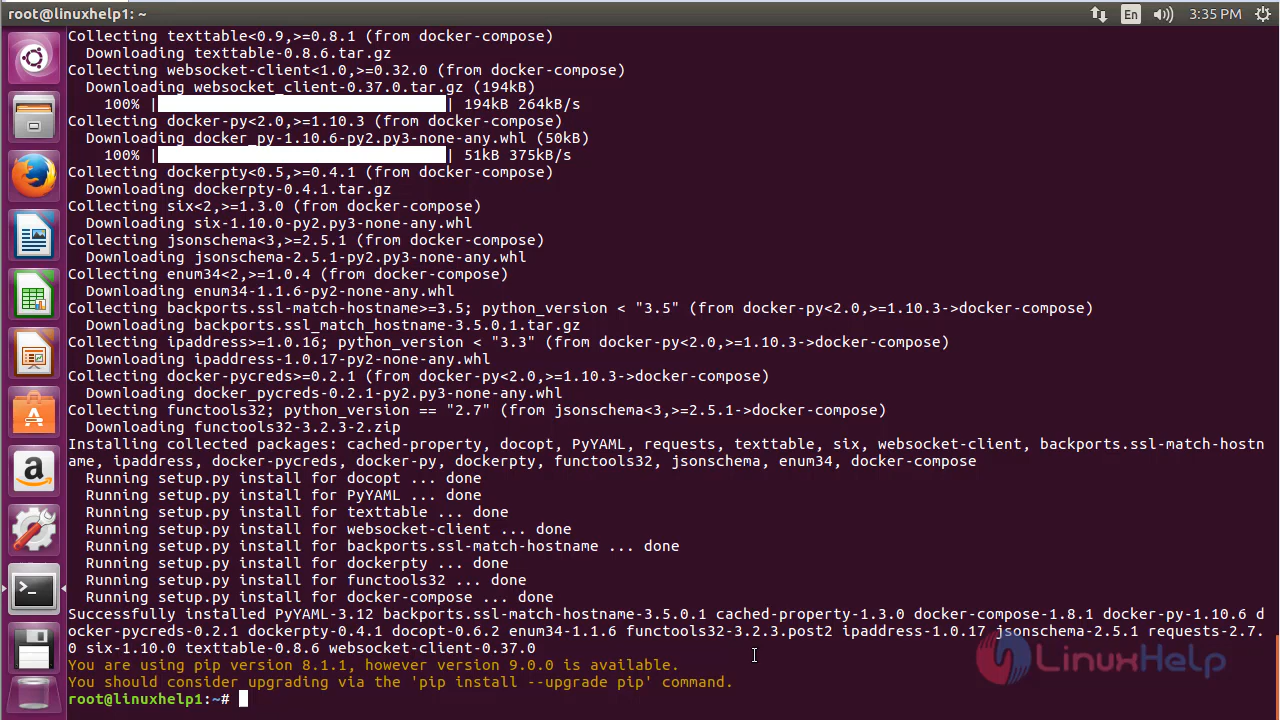 root@linuxhelp1: ~
En
3:35 PM
Collecting texttable<0.9,>=0.8.1 (from docker-compose)
  Downloading texttable-0.8.6.tar.gz
Collecting websocket-client<1.0,>=0.32.0 (from docker-compose)
  Downloading websocket_client-0.37.0.tar.gz (194kB)
    100% |                                | 194kB 264kB/s
Collecting docker-py<2.0,>=1.10.3 (from docker-compose)
  Downloading docker_py-1.10.6-py2.py3-none-any.whl (50kB)
    100% |                                | 51kB 375kB/s
Collecting dockerpty<0.5,>=0.4.1 (from docker-compose)
  Downloading dockerpty-0.4.1.tar.gz
Collecting six<2,>=1.3.0 (from docker-compose)
  Downloading six-1.10.0-py2.py3-none-any.whl
Collecting jsonschema<3,>=2.5.1 (from docker-compose)
  Downloading jsonschema-2.5.1-py2.py3-none-any.whl
Collecting enum34<2,>=1.0.4 (from docker-compose)
  Downloading enum34-1.1.6-py2-none-any.whl
Collecting backports.ssl-match-hostname>=3.5; python_version < "3.5" (from docker-py<2.0,>=1.10.3->docker-compose)
  Downloading backports.ssl_match_hostname-3.5.0.1.tar.gz
Collecting ipaddress>=1.0.16; python_version < "3.3" (from docker-py<2.0,>=1.10.3->docker-compose)
  Downloading ipaddress-1.0.17-py2-none-any.whl
Collecting docker-pycreds>=0.2.1 (from docker-py<2.0,>=1.10.3->docker-compose)
  Downloading docker_pycreds-0.2.1-py2.py3-none-any.whl
Collecting functools32; python_version == "2.7" (from jsonschema<3,>=2.5.1->docker-compose)
  Downloading functools32-3.2.3-2.zip
Installing collected packages: cached-property, docopt, PyYAML, requests, texttable, six, websocket-client, backports.ssl-match-hostn
ame, ipaddress, docker-pycreds, docker-py, dockerpty, functools32, jsonschema, enum34, docker-compose
  Running setup.py install for docopt ... done
  Running setup.py install for PyYAML ... done
  Running setup.py install for texttable ... done
  Running setup.py install for websocket-client ... done
  Running setup.py install for backports.ssl-match-hostname ... done
  Running setup.py install for dockerpty ... done
  Running setup.py install for functools32 ... done
  Running setup.py install for docker-compose ... done
Successfully installed PyYAML-3.12 backports.ssl-match-hostname-3.5.0.1 cached-property-1.3.0 docker-compose-1.8.1 docker-py-1.10.6 d
ocker-pycreds-0.2.1 dockerpty-0.4.1 docopt-0.6.2 enum34-1.1.6 functools32-3.2.3.post2 ipaddress-1.0.17 jsonschema-2.5.1 requests-2.7.
0 six-1.10.0 texttable-0.8.6 websocket-client-0.37.0
You are using pip version 8.1.1, however version 9.0.0 is available.
You should consider upgrading via the 'pip install --upgrade pip' command.
root@linuxhelp1:~#
LinuxHelp